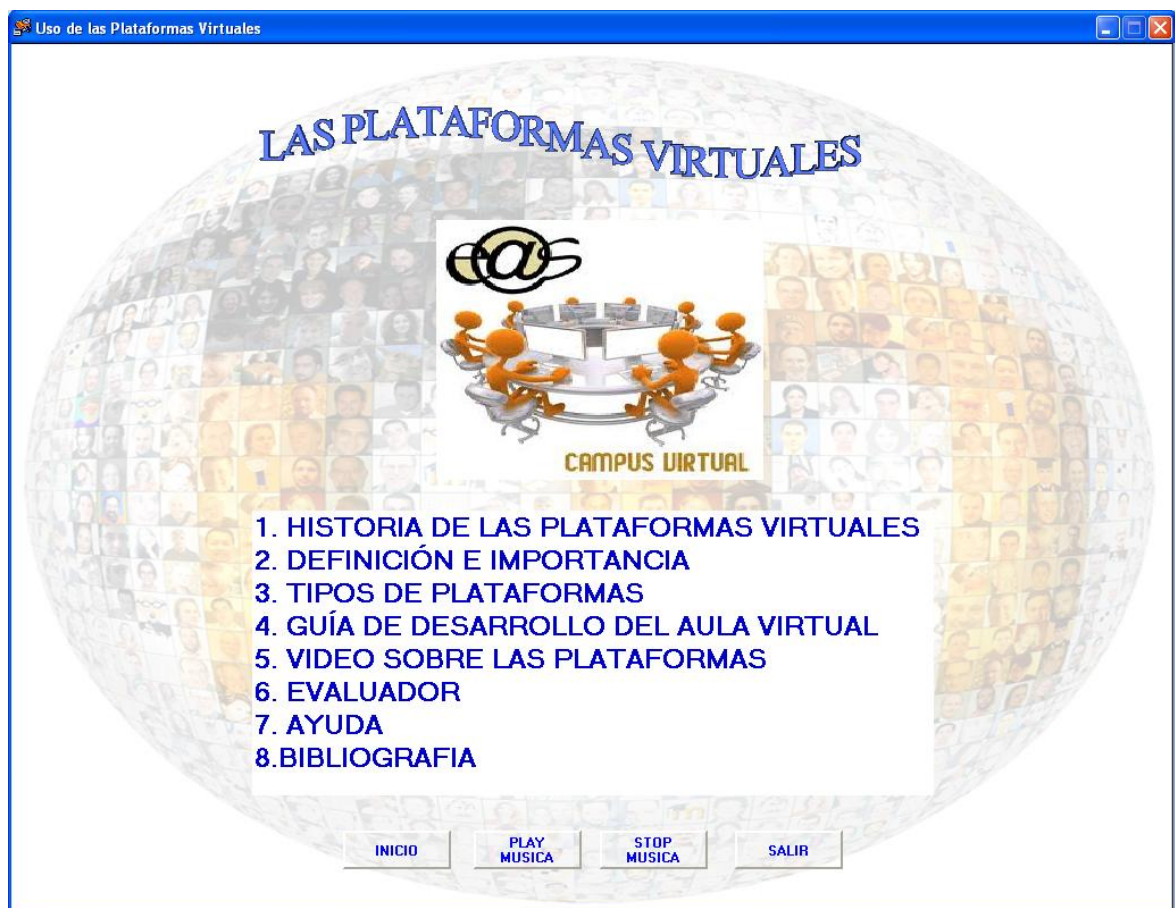 Uso de las Plataformas Virtuales
LAS PLATAFORMAS VIRTUALES
e@s
CAMPUS VIRTUAL
1. HISTORIA DE LAS PLATAFORMAS VIRTUALES
2. DEFINICIÓN E IMPORTANCIA
3. TIPOS DE PLATAFORMAS
4. GUÍA DE DESARROLLO DEL AULA VIRTUAL
5. VIDEO SOBRE LAS PLATAFORMAS
6. EVALUADOR
7. AYUDA
8.BIBLIOGRAFIA
INICIO
PLAY
MUSICA
STOP
MUSICA
SALIR